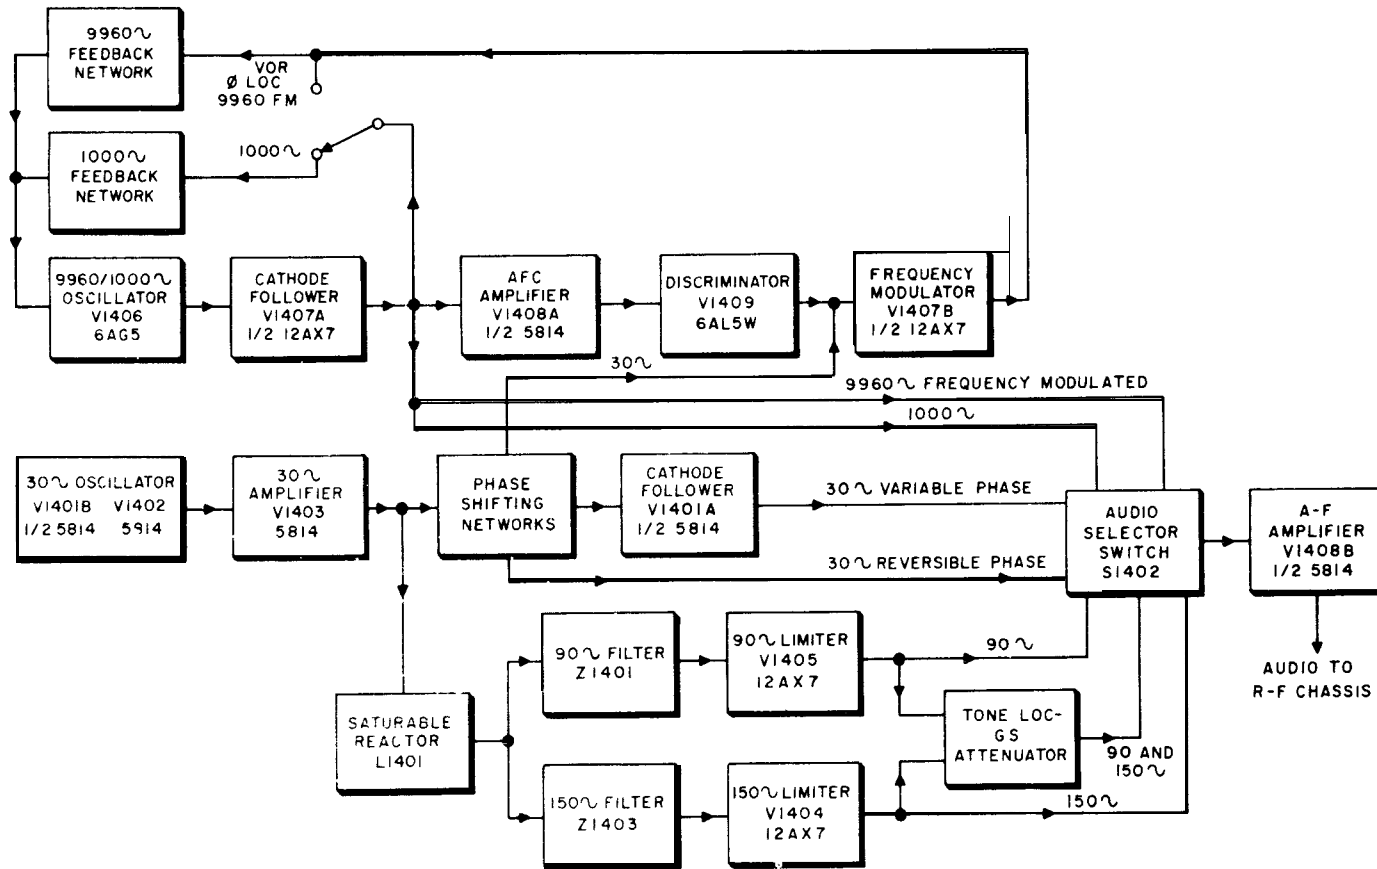 9960∿
FEEDBACK
NETWORK
VOR
Ø LOC
9960 FM
1000∿
FEEDBACK
NETWORK
1000∿
9960/1000∿
OSCILLATOR
V1406
6AG5
CATHODE
FOLLOWER
V1407A
1/2 12AX7
AFC
AMPLIFIER
V1408A
1/2 5814
DISCRIMINATOR
V1409
6AL5W
FREQUENCY
MODULATOR
V1407B
1/2 12AX7
30∿
9960∿ FREQUENCY MODULATED
1000∿
30∿ OSCILLATOR
V1401B V1402
1/2 5814 5914
30∿
AMPLIFIER
V1403
5814
PHASE
SHIFTING
NETWORKS
CATHODE
FOLLOWER
V1401A
1/2 5814
30∿ VARIABLE PHASE
30∿ REVERSIBLE PHASE
AUDIO
SELECTOR
SWITCH
S1402
A-F
AMPLIFIER
V1408B
1/2 5814
AUDIO TO
R-F CHASSIS
SATURABLE
REACTOR
L1401
90∿ FILTER
Z1401
90∿ LIMITER
V1405
12AX7
90∿
TONE LOC-
GS
ATTENUATOR
90 AND
150∿
150∿ FILTER
Z1403
150∿ LIMITER
V1404
12AX7
150∿